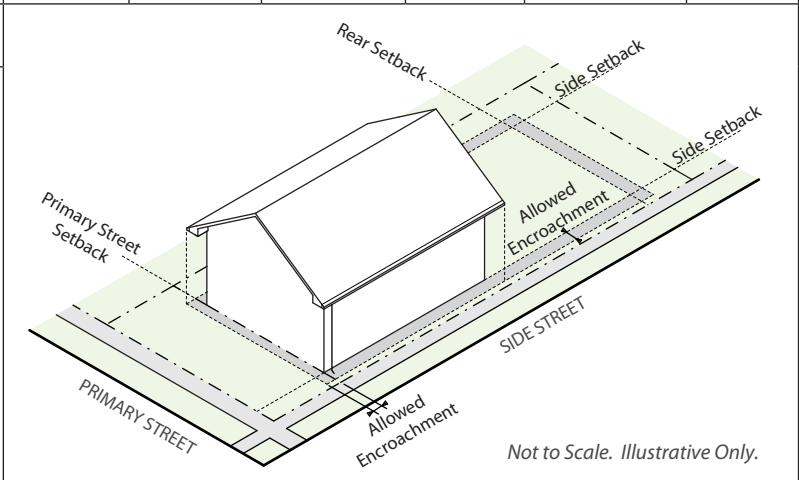 Rear Setback
Side Setback
Side Setback
Primary Street
Setback
Allowed
Encroachment
SIDE STREET
PRIMARY STREET
Allowed
Encroachment
Not to Scale. Illustrative Only.